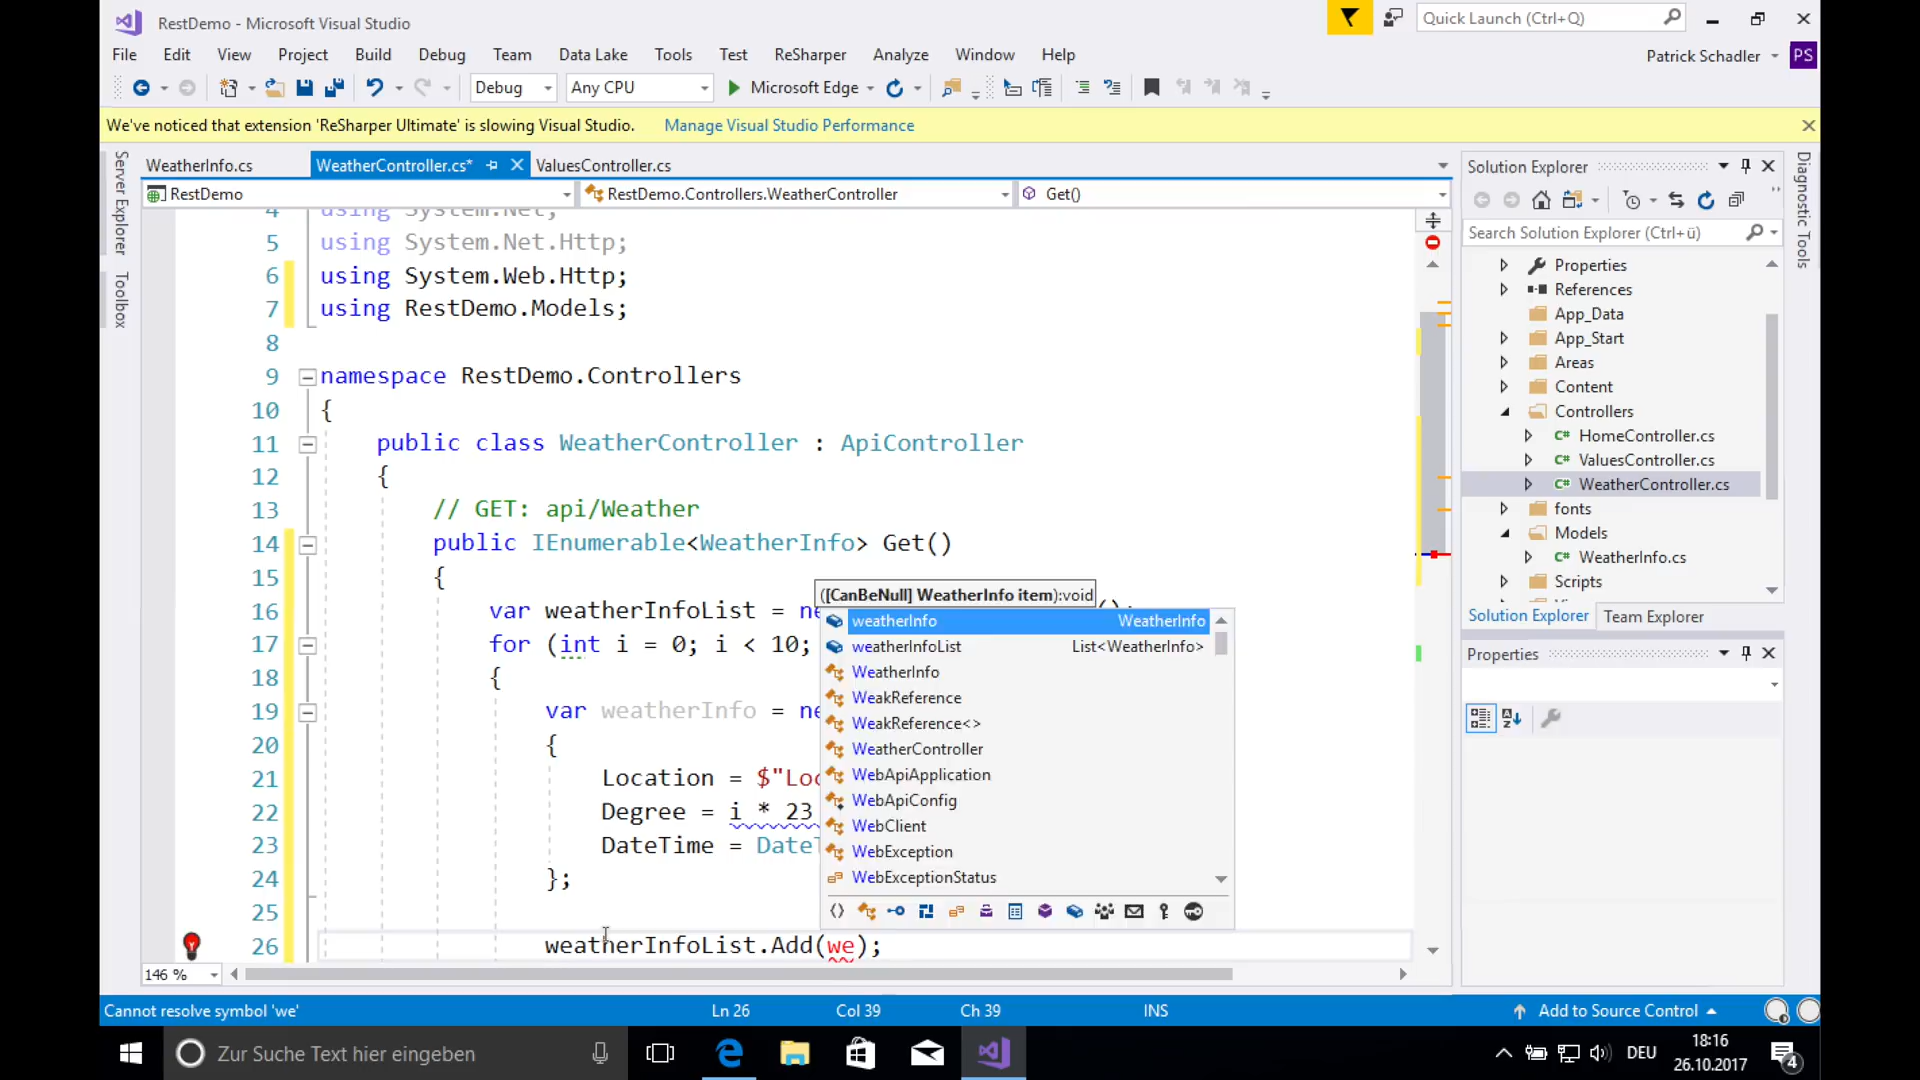 RestDemo - Microsoft Visual Studio
Quick Launch (Ctrl+Q)
File Edit View Project Build Debug Team Data Lake Tools Test ReSharper Analyze Window Help
Patrick Schadler PS
Debug Any CPU Microsoft Edge
We've noticed that extension 'ReSharper Ultimate' is slowing Visual Studio. Manage Visual Studio Performance
Server Explorer
Toolbox
WeatherInfo.cs WeatherController.cs* ValuesController.cs
RestDemo RestDemo.Controllers.WeatherController Get()
4 using System.Net;
5 using System.Net.Http;
6 using System.Web.Http;
7 using RestDemo.Models;
8
9 namespace RestDemo.Controllers
10 {
11 public class WeatherController : ApiController
12 {
13 // GET: api/Weather
14 public IEnumerable<WeatherInfo> Get()
15 {
([CanBeNull] WeatherInfo item):void
16 var weatherInfoList = ne ();
17 for (int i = 0; i < 10;
18 {
19 var weatherInfo = ne
20 {
21 Location = $"Loc
22 Degree = i * 23
23 DateTime = DateT
24 };
25
26 weatherInfoList.Add(we);
weatherInfo WeatherInfo
weatherInfoList List<WeatherInfo>
WeatherInfo
WeakReference
WeakReference<>
WeatherController
WebApiApplication
WebApiConfig
WebClient
WebException
WebExceptionStatus
146 %
Solution Explorer
Search Solution Explorer (Ctrl+ü)
Properties
References
App_Data
App_Start
Areas
Content
Controllers
C# HomeController.cs
C# ValuesController.cs
C# WeatherController.cs
fonts
Models
C# WeatherInfo.cs
Scripts
Solution Explorer Team Explorer
Properties
Diagnostic Tools
Cannot resolve symbol 'we' Ln 26 Col 39 Ch 39 INS Add to Source Control
Zur Suche Text hier eingeben
DEU
18:16
26.10.2017
4